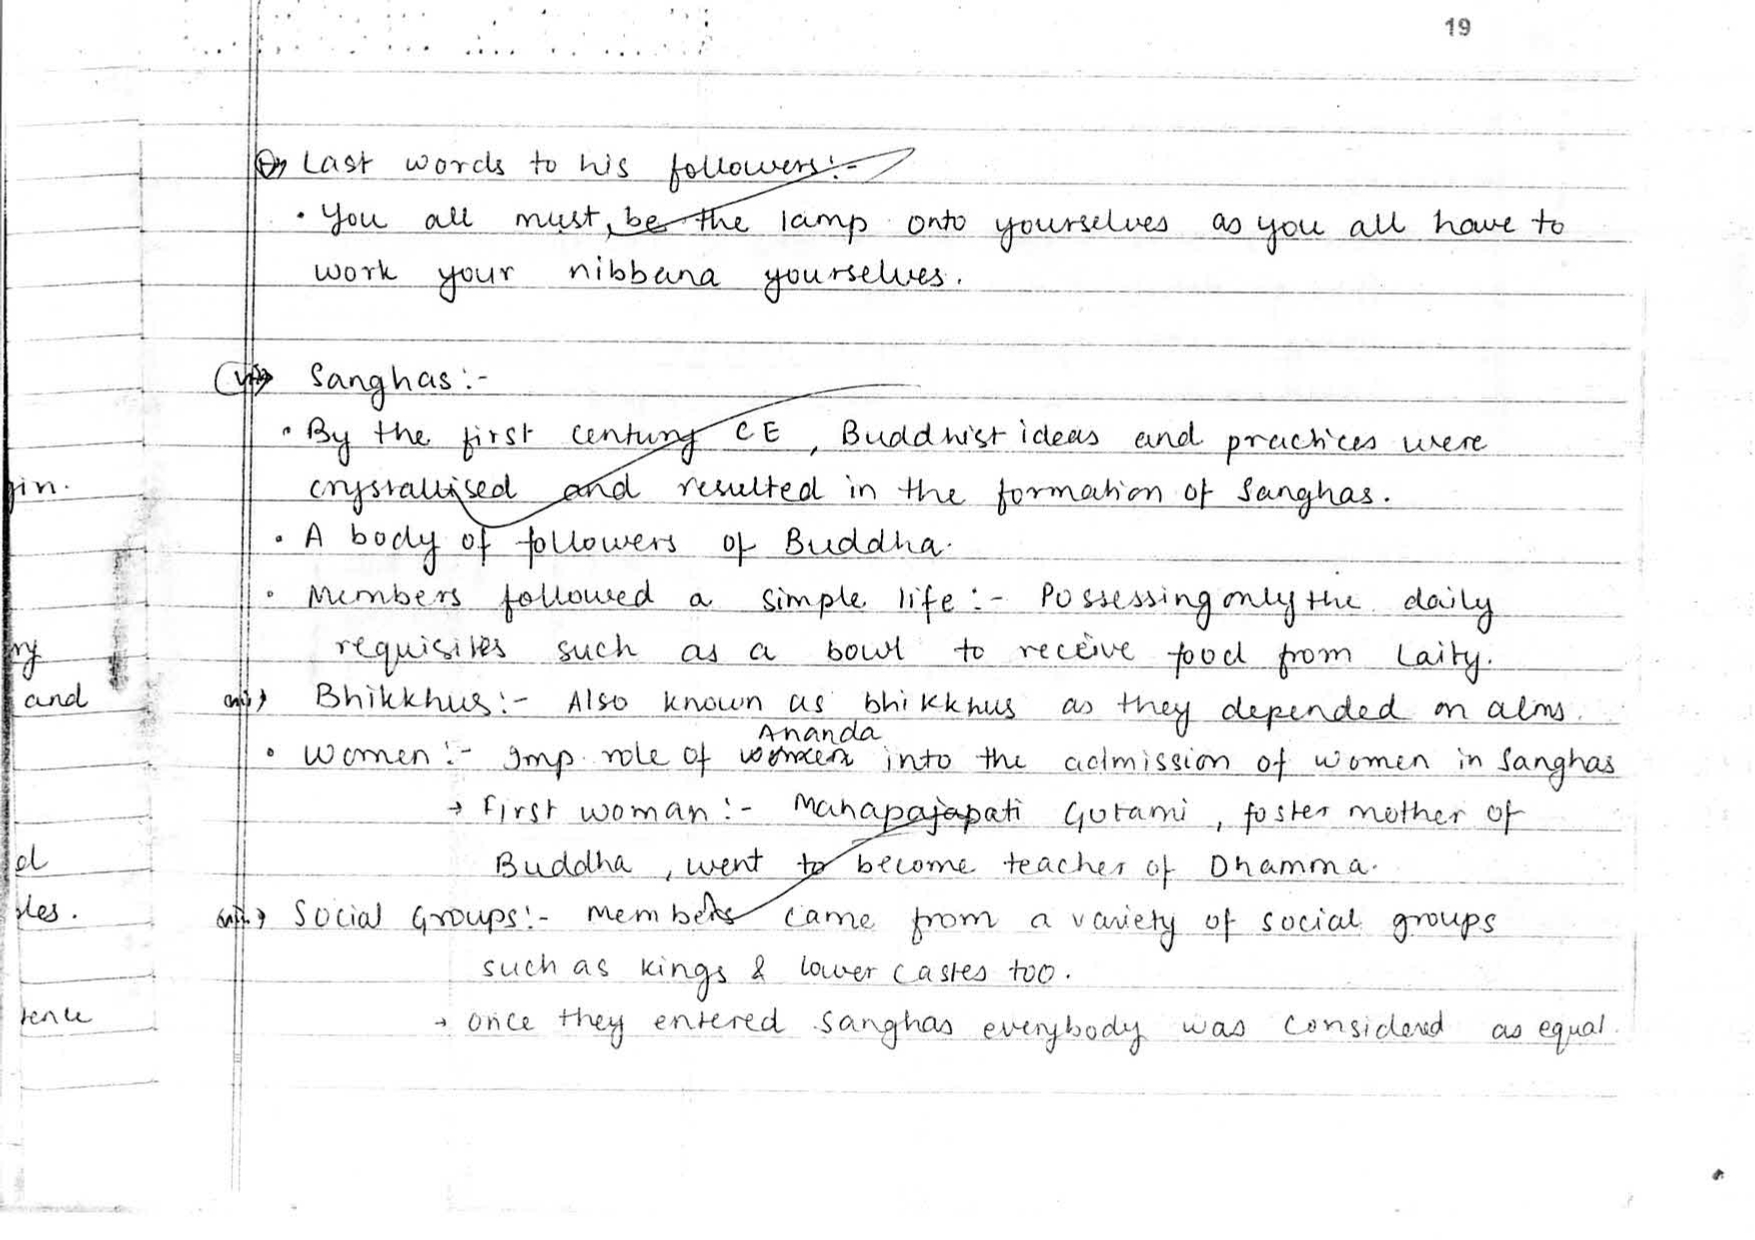 19
Last words to his followers:-
• You all must, be the lamp onto yourselves as you all have to
work your nibbana yourselves.
Sanghas:-
• By the first century CE, Buddhist ideas and practices were
crystallised and resulted in the formation of Sanghas.
• A body of followers of Buddha.
• Members followed a simple life:- Possessing only the daily
requisites such as a bowl to receive food from Laity.
Bhikkhus:- Also known as bhikkhus as they depended on alms.
Ananda
• Women:- Imp. role of women into the admission of women in Sanghas
→ First woman:- Mahapajapati Gotami, foster mother of
Buddha, went to become teacher of Dhamma.
Social Groups:- Members came from a variety of social groups
such as kings & lower castes too.
→ Once they entered Sanghas everybody was considered as equal.
gin.
ny
and
d
les.
tence